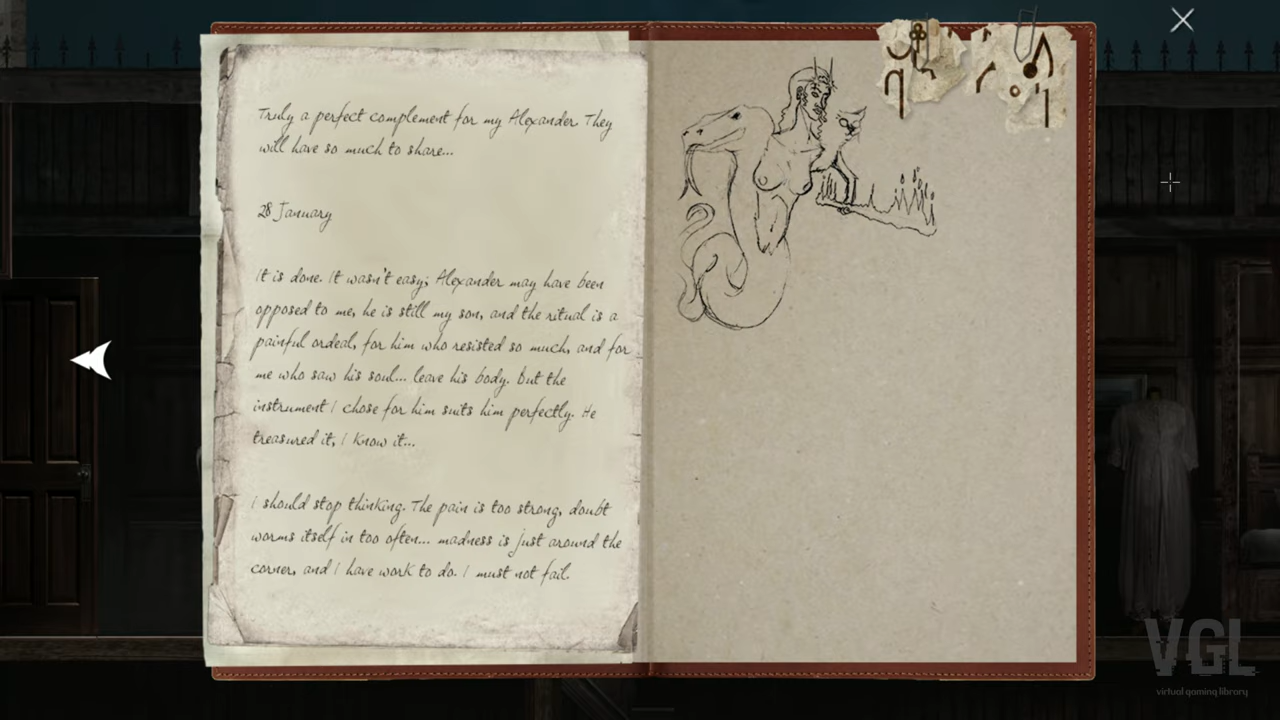 Truly a perfect complement for my Alexander. They
will have so much to share...
28 January
It is done. It wasn't easy; Alexander may have been
opposed to me, he is still my son, and the ritual is a
painful ordeal, for him who resisted so much, and for
me who saw his soul... leave his body. But the
instrument I chose for him suits him perfectly. He
treasured it, I know it...
I should stop thinking. The pain is too strong, doubt
worms itself in too often... madness is just around the
corner, and I have work to do. I must not fail.
VGL
virtual gaming library